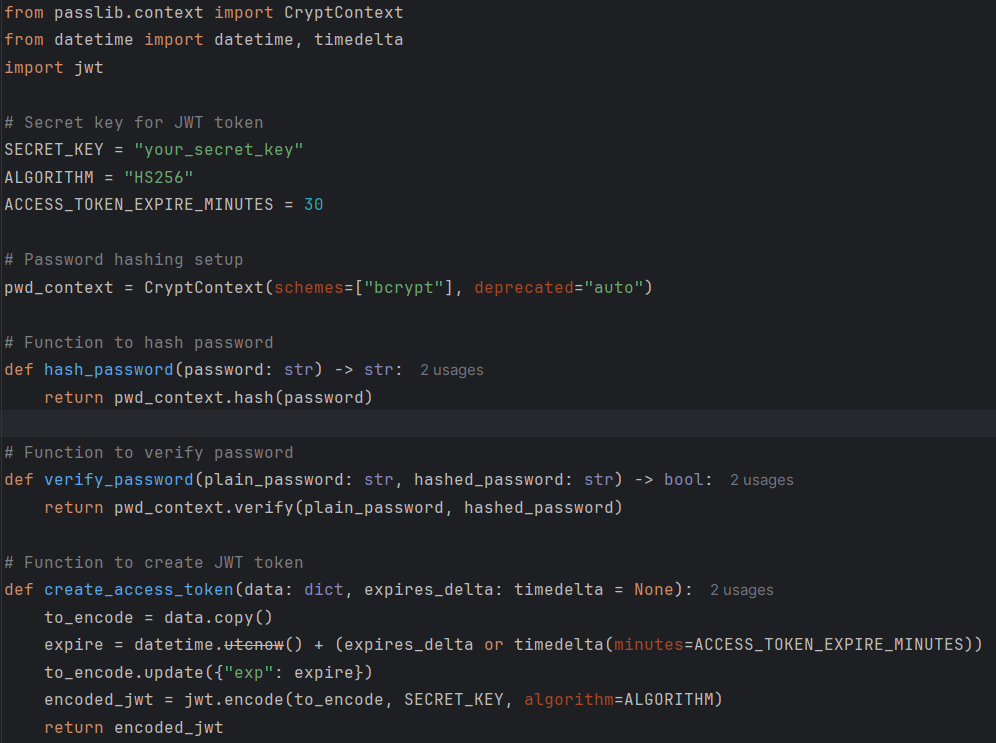 from passlib.context import CryptContext
from datetime import datetime, timedelta
import jwt
# Secret key for JWT token
SECRET_KEY = "your_secret_key"
ALGORITHM = "HS256"
ACCESS_TOKEN_EXPIRE_MINUTES = 30
# Password hashing setup
pwd_context = CryptContext(schemes=["bcrypt"], deprecated="auto")
# Function to hash password
def hash_password(password: str) -> str: 2 usages
    return pwd_context.hash(password)
# Function to verify password
def verify_password(plain_password: str, hashed_password: str) -> bool: 2 usages
    return pwd_context.verify(plain_password, hashed_password)
# Function to create JWT token
def create_access_token(data: dict, expires_delta: timedelta = None): 2 usages
    to_encode = data.copy()
    expire = datetime.utcnow() + (expires_delta or timedelta(minutes=ACCESS_TOKEN_EXPIRE_MINUTES))
    to_encode.update({"exp": expire})
    encoded_jwt = jwt.encode(to_encode, SECRET_KEY, algorithm=ALGORITHM)
    return encoded_jwt